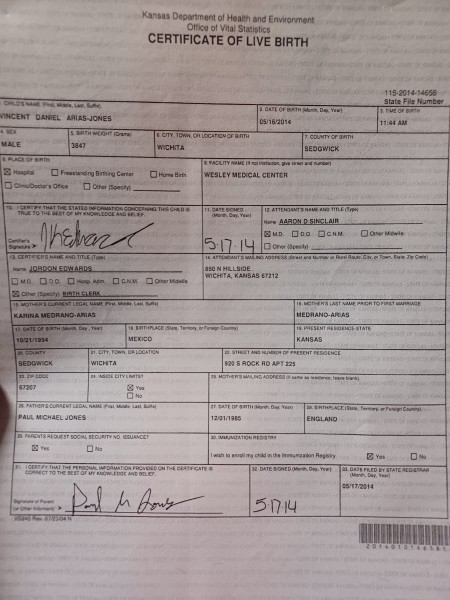 Kansas Department of Health and Environment
Office of Vital Statistics
CERTIFICATE OF LIVE BIRTH
115-2014-14658
State File Number
CHILD'S NAME (First, Middle, Last, Suffix)
VINCENT DANIEL ARIAS-JONES
2. DATE OF BIRTH (Month, Day, Year)
05/16/2014
3. TIME OF BIRTH
11:44 AM
4. SEX
MALE
5. BIRTH WEIGHT (Grams)
3847
6. CITY, TOWN, OR LOCATION OF BIRTH
WICHITA
7. COUNTY OF BIRTH
SEDGWICK
8. PLACE OF BIRTH
Hospital Freestanding Birthing Center Home Birth
Clinic/Doctor's Office Other (Specify)
9. FACILITY NAME (If not institution, give street and number)
WESLEY MEDICAL CENTER
10. I CERTIFY THAT THE STATED INFORMATION CONCERNING THIS CHILD IS
TRUE TO THE BEST OF MY KNOWLEDGE AND BELIEF.
Certifier's
Signature >
11. DATE SIGNED
(Month, Day, Year)
5.17.14
12. ATTENDANT'S NAME AND TITLE (Type)
Name AARON D SINCLAIR
M.D. D.O. C.N.M. Other Midwife
Other (Specify)
13. CERTIFIER'S NAME AND TITLE (Type)
Name JORDON EDWARDS
M.D. D.O. Hosp. Adm. C.N.M. Other Midwife
Other (Specify) BIRTH CLERK
14. ATTENDANT'S MAILING ADDRESS (Street and Number or Rural Route, City, or Town, State, Zip Code)
850 N HILLSIDE
WICHITA, KANSAS 67212
15. MOTHER'S CURRENT LEGAL NAME (First, Middle, Last, Suffix)
KARINA MEDRANO-ARIAS
16. MOTHER'S LAST NAME PRIOR TO FIRST MARRIAGE
MEDRANO-ARIAS
17. DATE OF BIRTH (Month, Day, Year)
10/21/1994
18. BIRTHPLACE (State, Territory, or Foreign Country)
MEXICO
19. PRESENT RESIDENCE-STATE
KANSAS
20. COUNTY
SEDGWICK
21. CITY, TOWN, OR LOCATION
WICHITA
22. STREET AND NUMBER OF PRESENT RESIDENCE
920 S ROCK RD APT 225
23. ZIP CODE
67207
24. INSIDE CITY LIMITS?
Yes
No
25. MOTHER'S MAILING ADDRESS (If same as residence, leave blank)
26. FATHER'S CURRENT LEGAL NAME (First, Middle, Last, Suffix)
PAUL MICHAEL JONES
27. DATE OF BIRTH (Month, Day, Year)
12/01/1985
28. BIRTHPLACE (State, Territory, or Foreign Country)
ENGLAND
29. PARENTS REQUEST SOCIAL SECURITY NO. ISSUANCE?
Yes No
30. IMMUNIZATION REGISTRY
I wish to enroll my child in the Immunization Registry Yes No
31. I CERTIFY THAT THE PERSONAL INFORMATION PROVIDED ON THE CERTIFICATE IS
CORRECT TO THE BEST OF MY KNOWLEDGE AND BELIEF.
Signature of Parent
(or Other Informant) > Paul M Jones
32. DATE SIGNED (Month, Day, Year)
5.17.14
33. DATE FILED BY STATE REGISTRAR
(Month, Day, Year)
05/17/2014